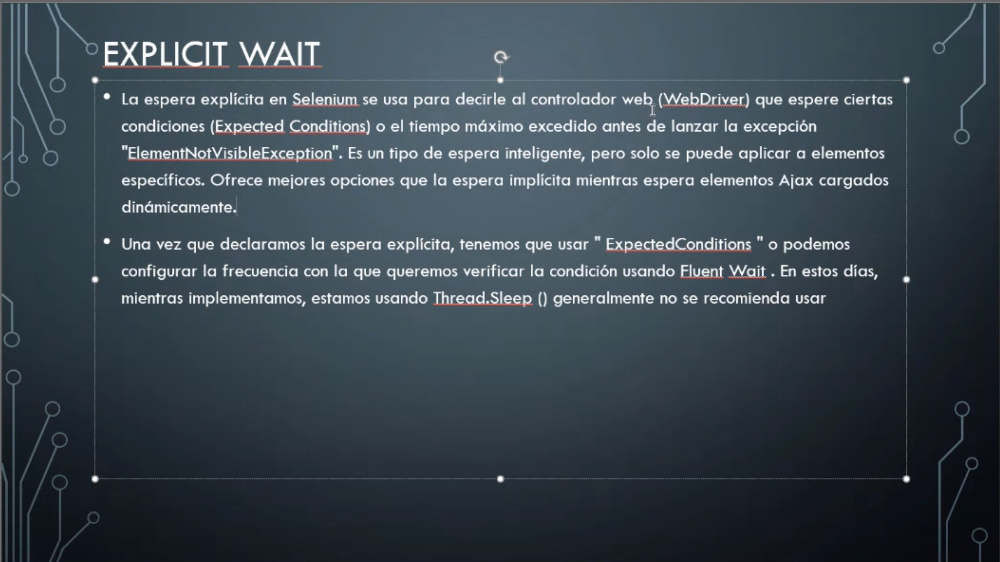 EXPLICIT WAIT
• La espera explícita en Selenium se usa para decirle al controlador web (WebDriver) que espere ciertas
condiciones (Expected Conditions) o el tiempo máximo excedido antes de lanzar la excepción
"ElementNotVisibleException". Es un tipo de espera inteligente, pero solo se puede aplicar a elementos
específicos. Ofrece mejores opciones que la espera implícita mientras espera elementos Ajax cargados
dinámicamente.
• Una vez que declaramos la espera explícita, tenemos que usar " ExpectedConditions " o podemos
configurar la frecuencia con la que queremos verificar la condición usando Fluent Wait . En estos días,
mientras implementamos, estamos usando Thread.Sleep () generalmente no se recomienda usar